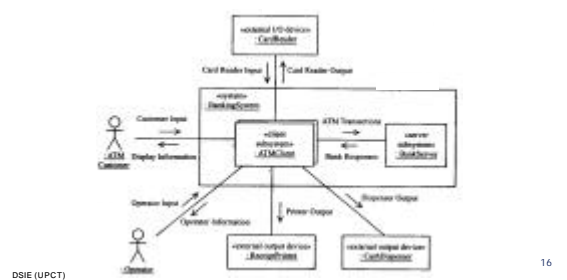 «external I/O device»
: CardReader
Card Reader Input
Card Reader Output
«system»
: BankingSystem
Customer Input
ATM Transactions
«client
subsystem»
: ATMClient
«server
subsystem»
: BankServer
: ATM
Customer
Display Information
Bank Responses
Operator Input
Operator Information
Printer Output
Dispenser Output
: Operator
«external output device»
: ReceiptPrinter
«external output device»
: CashDispenser
16
DSIE (UPCT)